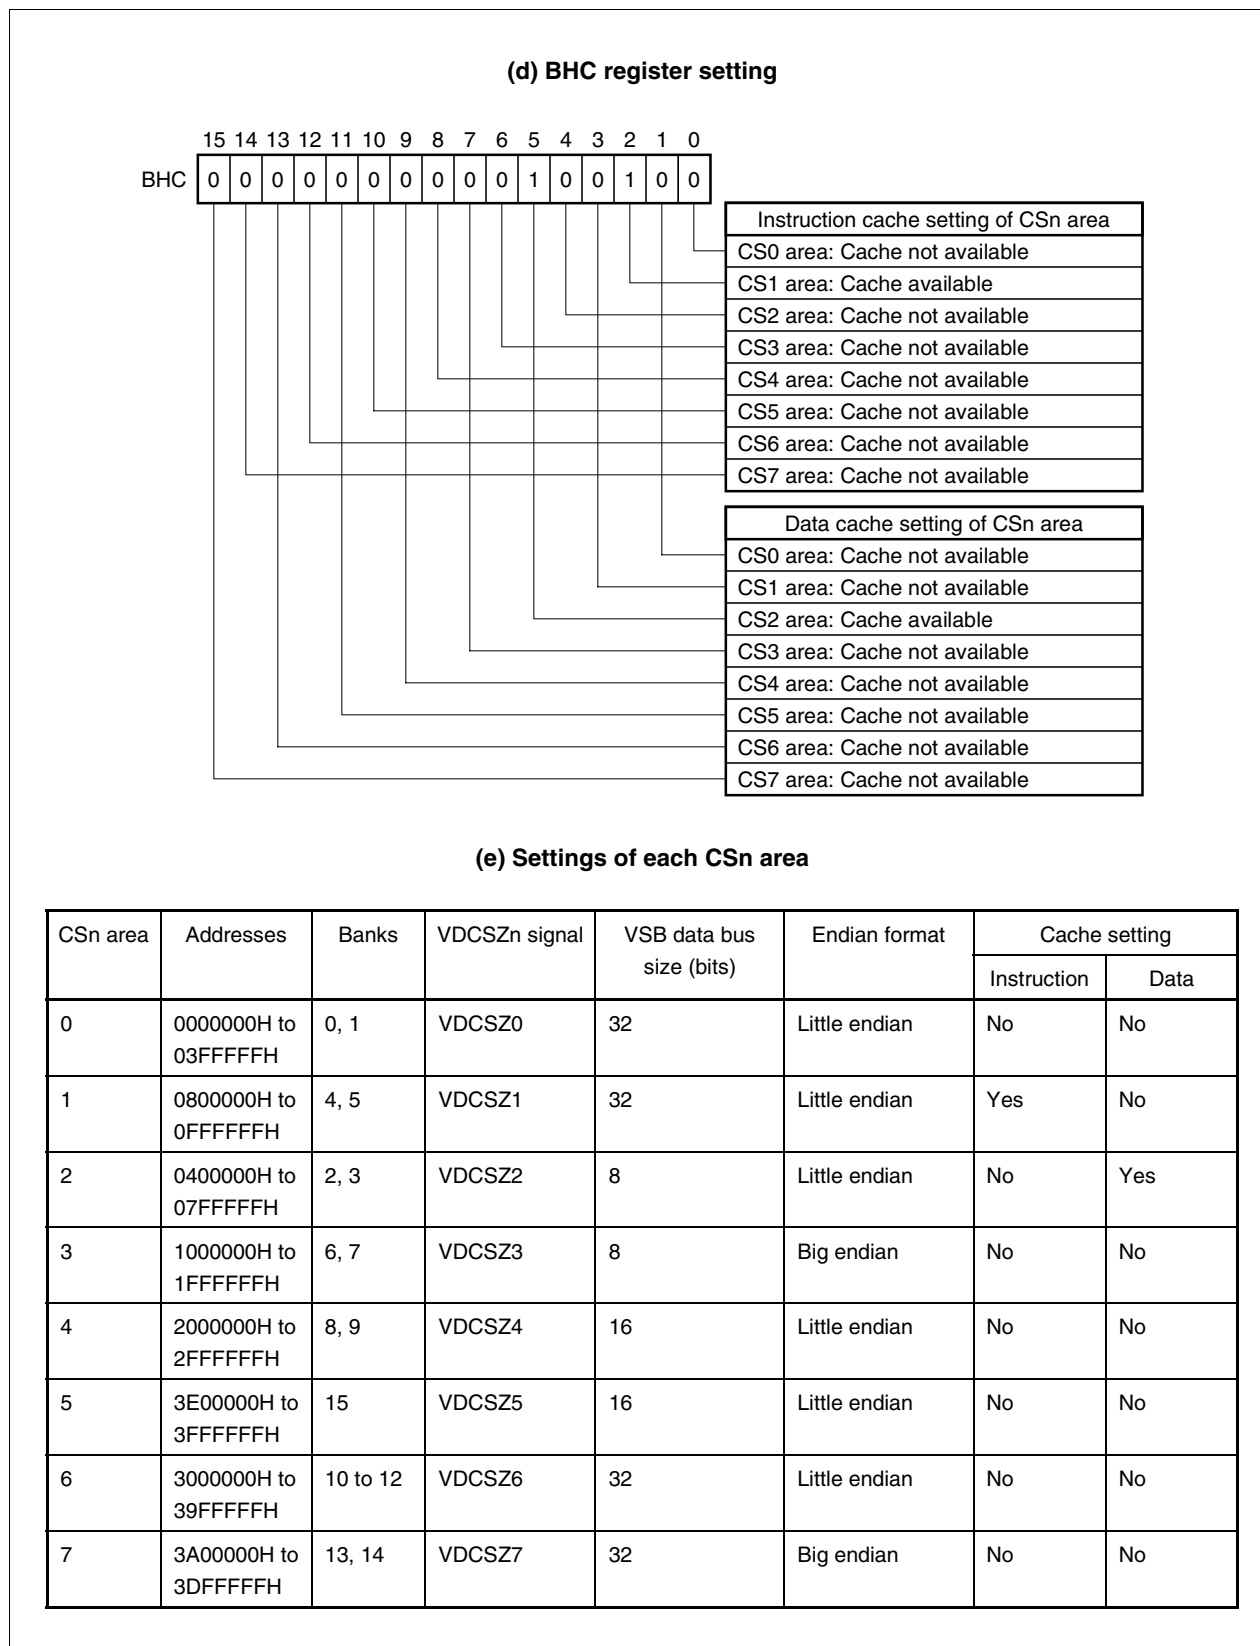 (d) BHC register setting
15 14 13 12 11 10 9 8 7 6 5 4 3 2 1 0
BHC 0 0 0 0 0 0 0 0 0 0 1 0 0 1 0 0
Instruction cache setting of CSn area
CS0 area: Cache not available
CS1 area: Cache available
CS2 area: Cache not available
CS3 area: Cache not available
CS4 area: Cache not available
CS5 area: Cache not available
CS6 area: Cache not available
CS7 area: Cache not available
Data cache setting of CSn area
CS0 area: Cache not available
CS1 area: Cache not available
CS2 area: Cache available
CS3 area: Cache not available
CS4 area: Cache not available
CS5 area: Cache not available
CS6 area: Cache not available
CS7 area: Cache not available
(e) Settings of each CSn area
CSn area Addresses Banks VDCSZn signal VSB data bus Endian format Cache setting
size (bits)
Instruction Data
0 0000000H to 0, 1 VDCSZ0 32 Little endian No No
03FFFFFH
1 0800000H to 4, 5 VDCSZ1 32 Little endian Yes No
0FFFFFFH
2 0400000H to 2, 3 VDCSZ2 8 Little endian No Yes
07FFFFFH
3 1000000H to 6, 7 VDCSZ3 8 Big endian No No
1FFFFFFH
4 2000000H to 8, 9 VDCSZ4 16 Little endian No No
2FFFFFFH
5 3E00000H to 15 VDCSZ5 16 Little endian No No
3FFFFFFH
6 3000000H to 10 to 12 VDCSZ6 32 Little endian No No
39FFFFFH
7 3A00000H to 13, 14 VDCSZ7 32 Big endian No No
3DFFFFFH